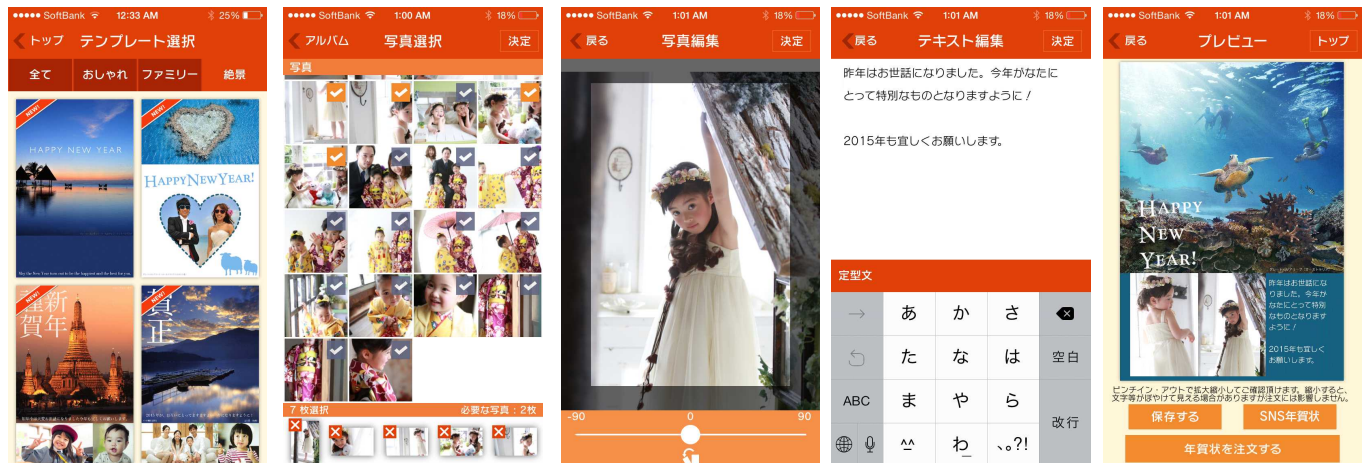 SoftBank 12:33 AM 25%
トップ テンプレート選択
全て おしゃれ ファミリー 絶景
NEW!
HAPPY NEW YEAR
NEW!
HAPPYNEWYEAR!
NEW!
謹賀新年
NEW!
賀正
SoftBank 1:00 AM 18%
アルバム 写真選択 決定
写真
7 枚選択 必要な写真：2枚
SoftBank 1:01 AM 18%
戻る 写真編集 決定
-90 0 90
SoftBank 1:01 AM 18%
戻る テキスト編集 決定
昨年はお世話になりました。今年がなたに
とって特別なものとなりますように！
2015年も宜しくお願いします。
定型文
→ あ か さ
た な は 空白
ABC ま や ら
改行
^^ わ 、。?!
SoftBank 1:01 AM 18%
戻る プレビュー トップ
HAPPY
NEW
YEAR!
昨年はお世話にな
りました。今年が
なたにとって特別
なものとなります
ように！
2015年も宜しく
お願いします。
ピンチイン・アウトで拡大縮小してご確認頂けます。縮小すると、
文字等がぼやけて見える場合がありますが注文には影響しません。
保存する SNS年賀状
年賀状を注文する